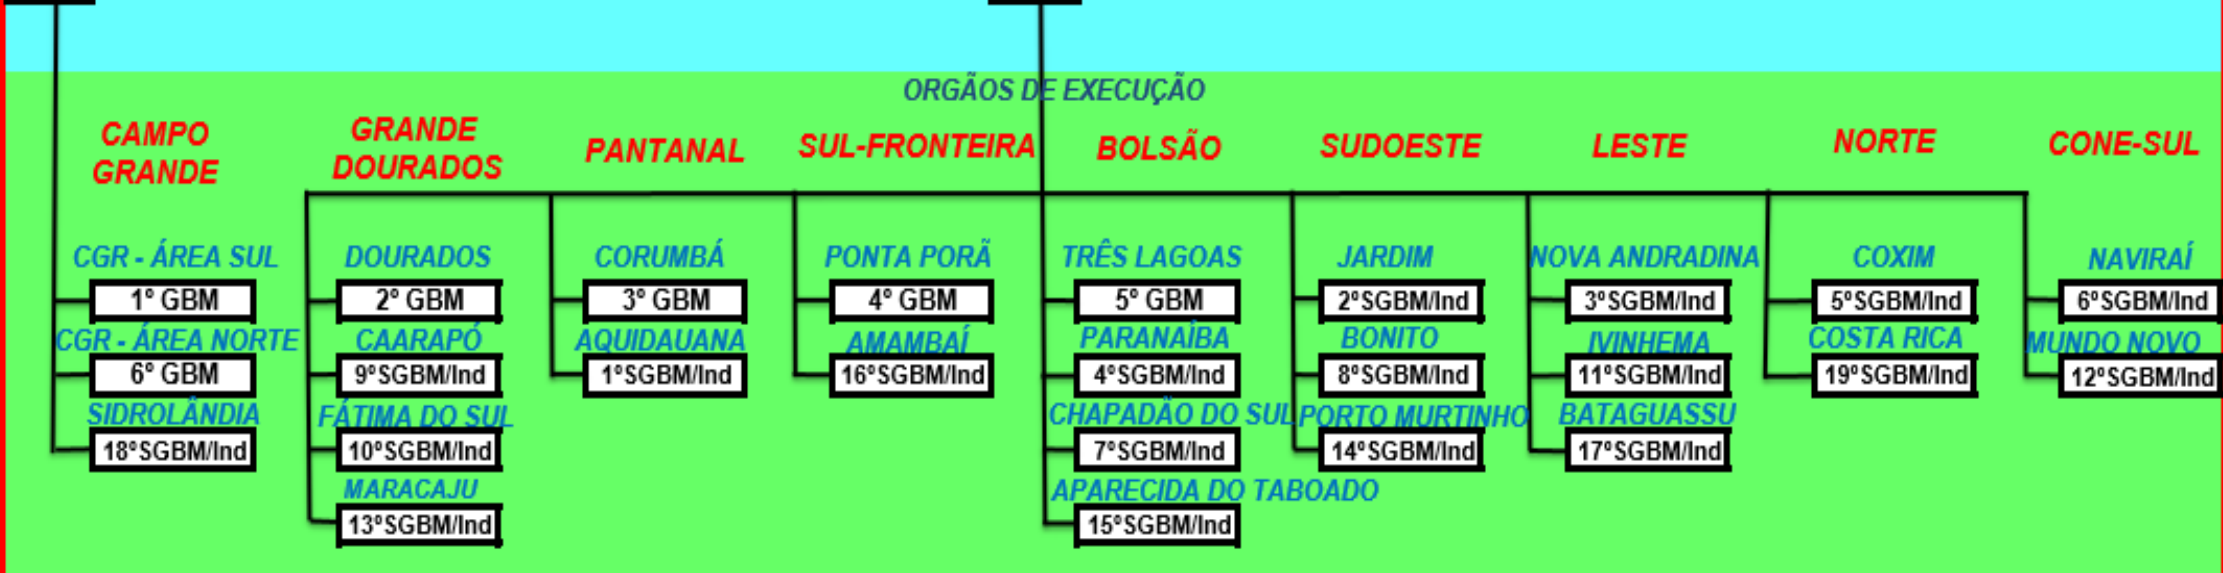 ORGÃOS DE EXECUÇÃO
CAMPO
GRANDE
CGR - ÁREA SUL
1º GBM
CGR - ÁREA NORTE
6º GBM
SIDROLÂNDIA
18ºSGBM/Ind
GRANDE
DOURADOS
DOURADOS
2º GBM
CAARAPÓ
9ºSGBM/Ind
FÁTIMA DO SUL
10ºSGBM/Ind
MARACAJU
13ºSGBM/Ind
PANTANAL
CORUMBÁ
3º GBM
AQUIDAUANA
1ºSGBM/Ind
SUL-FRONTEIRA
PONTA PORÃ
4º GBM
AMAMBAÍ
16ºSGBM/Ind
BOLSÃO
TRÊS LAGOAS
5º GBM
PARANAÍBA
4ºSGBM/Ind
CHAPADÃO DO SUL
7ºSGBM/Ind
APARECIDA DO TABOADO
15ºSGBM/Ind
SUDOESTE
JARDIM
2ºSGBM/Ind
BONITO
8ºSGBM/Ind
PORTO MURTINHO
14ºSGBM/Ind
LESTE
NOVA ANDRADINA
3ºSGBM/Ind
IVINHEMA
11ºSGBM/Ind
BATAGUASSU
17ºSGBM/Ind
NORTE
COXIM
5ºSGBM/Ind
COSTA RICA
19ºSGBM/Ind
CONE-SUL
NAVIRAÍ
6ºSGBM/Ind
MUNDO NOVO
12ºSGBM/Ind